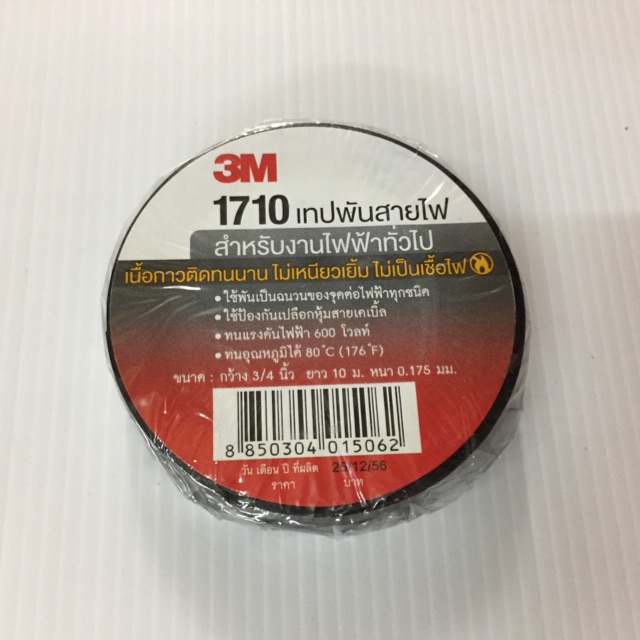 3M
1710 เทปพันสายไฟ
สำหรับงานไฟฟ้าทั่วไป
เนื้อกาวติดทนนาน ไม่เหนียวเยิ้ม ไม่เป็นเชื้อไฟ
• ใช้พันเป็นฉนวนของจุดต่อไฟฟ้าทุกชนิด
• ใช้ป้องกันเปลือกหุ้มสายเคเบิ้ล
• ทนแรงดันไฟฟ้า 600 โวลท์
• ทนอุณหภูมิได้ 80°C (176°F)
ขนาด : กว้าง 3/4 นิ้ว ยาว 10 ม. หนา 0.175 มม.
8 850304 015062
วัน เดือน ปี ที่ผลิต 25/12/56
ราคา บาท